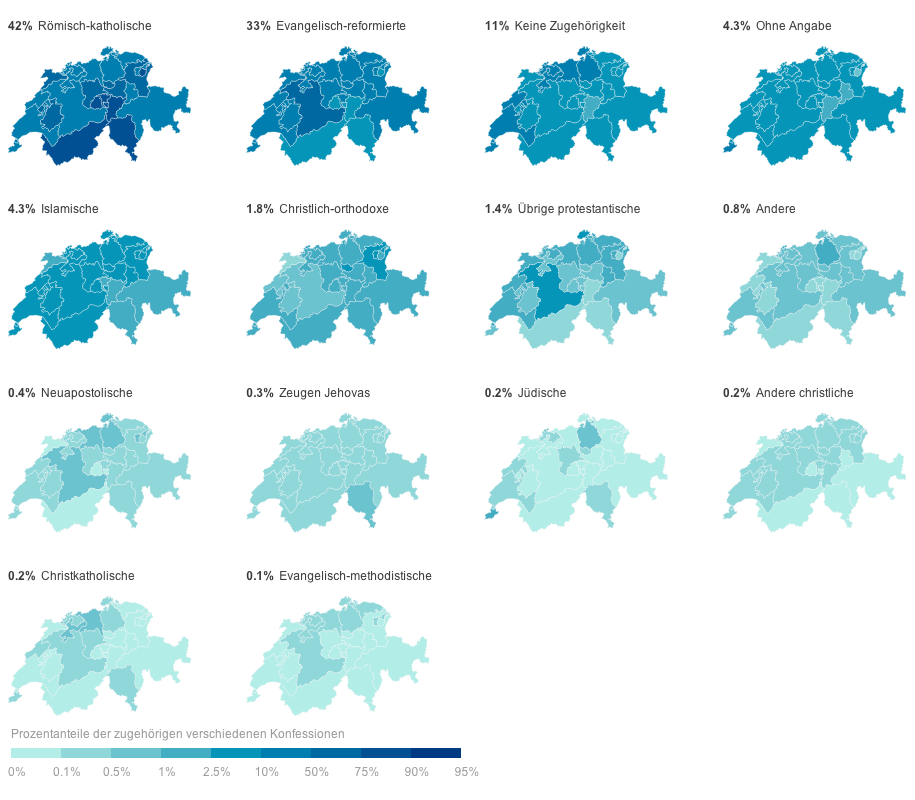 42% Römisch-katholische
33% Evangelisch-reformierte
11% Keine Zugehörigkeit
4.3% Ohne Angabe
4.3% Islamische
1.8% Christlich-orthodoxe
1.4% Übrige protestantische
0.8% Andere
0.4% Neuapostolische
0.3% Zeugen Jehovas
0.2% Jüdische
0.2% Andere christliche
0.2% Christkatholische
0.1% Evangelisch-methodistische
Prozentanteile der zugehörigen verschiedenen Konfessionen
0% 0.1% 0.5% 1% 2.5% 10% 50% 75% 90% 95%